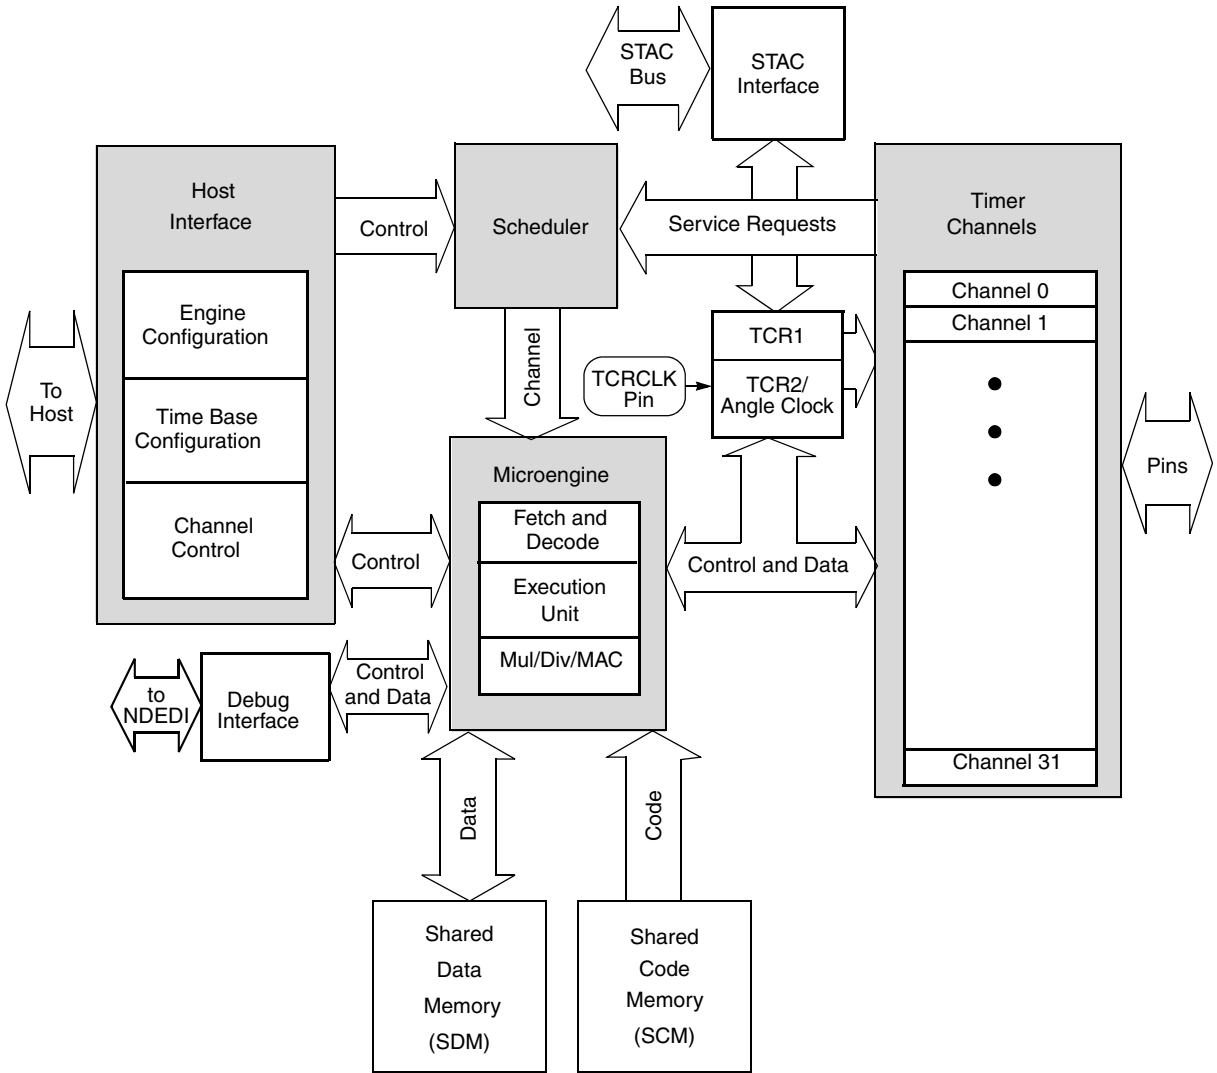 STAC
Bus
STAC
Interface
Host
Interface
Control
Scheduler
Service Requests
Timer
Channels
Engine
Configuration
Time Base
Configuration
Channel
Control
To
Host
Channel
TCRCLK
Pin
TCR1
TCR2/
Angle Clock
Channel 0
Channel 1
Channel 31
Pins
Microengine
Fetch and
Decode
Execution
Unit
Mul/Div/MAC
Control
Control and Data
to
NDEDI
Debug
Interface
Control
and Data
Data
Code
Shared
Data
Memory
(SDM)
Shared
Code
Memory
(SCM)